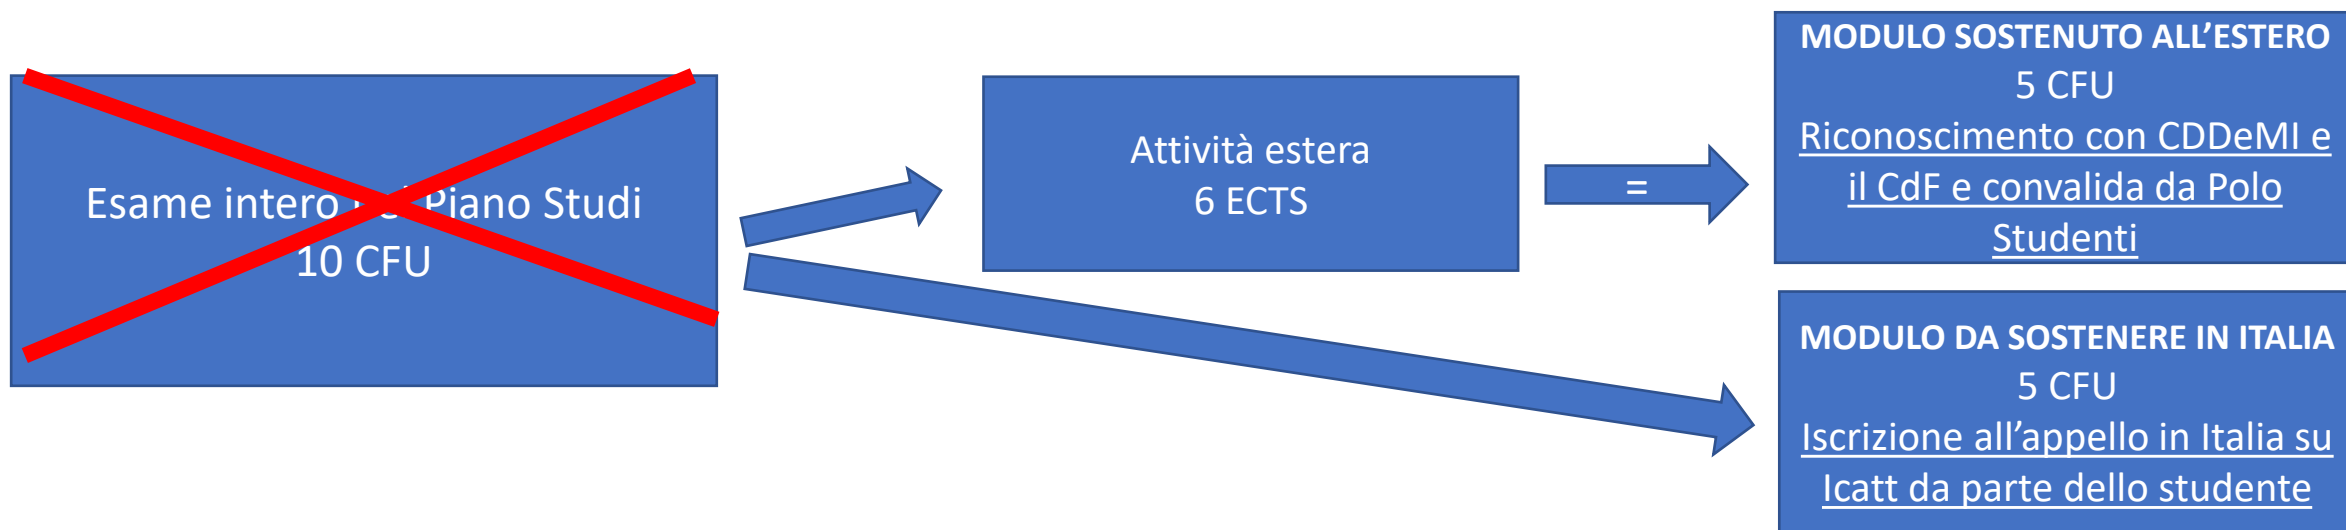 Esame intero Piano Studi
10 CFU
Attività estera
6 ECTS
=
MODULO SOSTENUTO ALL’ESTERO
5 CFU
Riconoscimento con CDDeMI e
il CdF e convalida da Polo
Studenti
MODULO DA SOSTENERE IN ITALIA
5 CFU
Iscrizione all’appello in Italia su
Icatt da parte dello studente